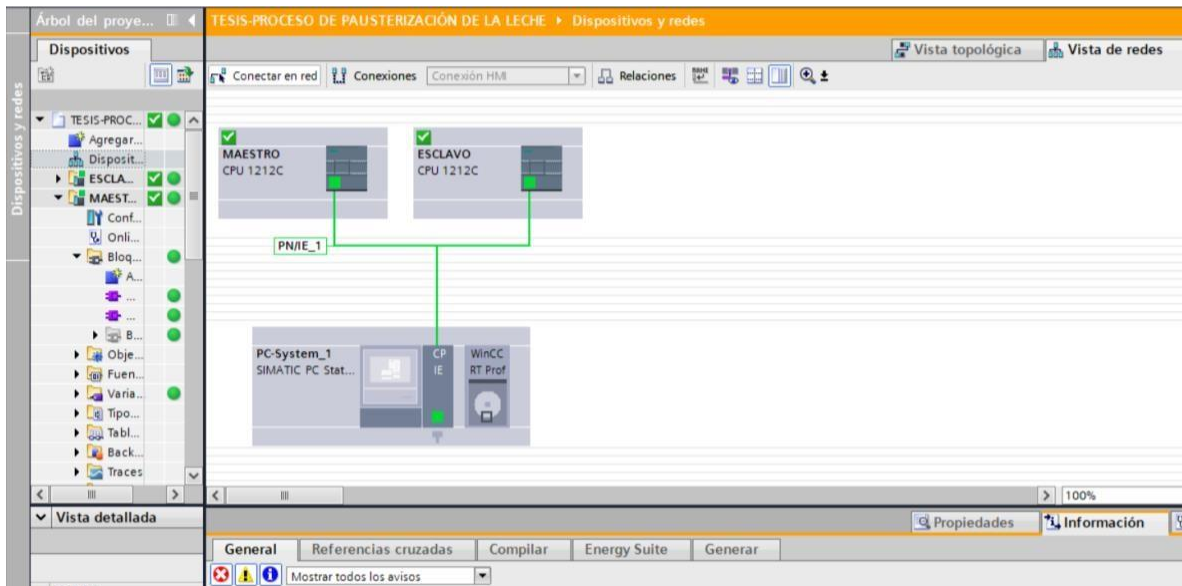 Árbol del proye...
TESIS-PROCESO DE PAUSTERIZACIÓN DE LA LECHE ▸ Dispositivos y redes
Dispositivos
Vista topológica
Vista de redes
Conectar en red
Conexiones
Conexión HMI
Relaciones
Dispositivos y redes
TESIS-PROC...
Agregar...
Disposit...
ESCLA...
MAEST...
Conf...
Onli...
Bloq...
A...
...
...
B...
Obje...
Fuen...
Varia...
Tipo...
Tabl...
Back...
Traces
MAESTRO
CPU 1212C
ESCLAVO
CPU 1212C
PN/IE_1
PC-System_1
SIMATIC PC Stat...
CP
IE
WinCC
RT Prof
100%
Vista detallada
Propiedades
Información
General
Referencias cruzadas
Compilar
Energy Suite
Generar
Mostrar todos los avisos